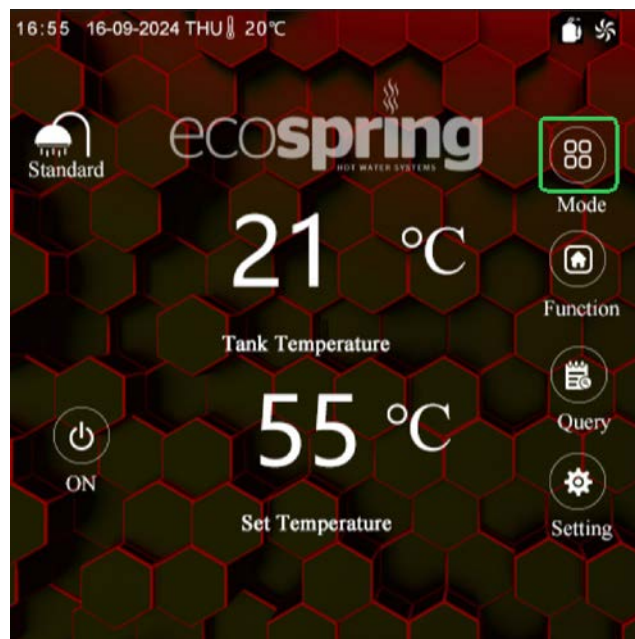 16:55 16-09-2024 THU 20℃
ecospring
HOT WATER SYSTEMS
Standard
Mode
21 °C
Tank Temperature
Function
55 °C
Query
ON
Set Temperature
Setting